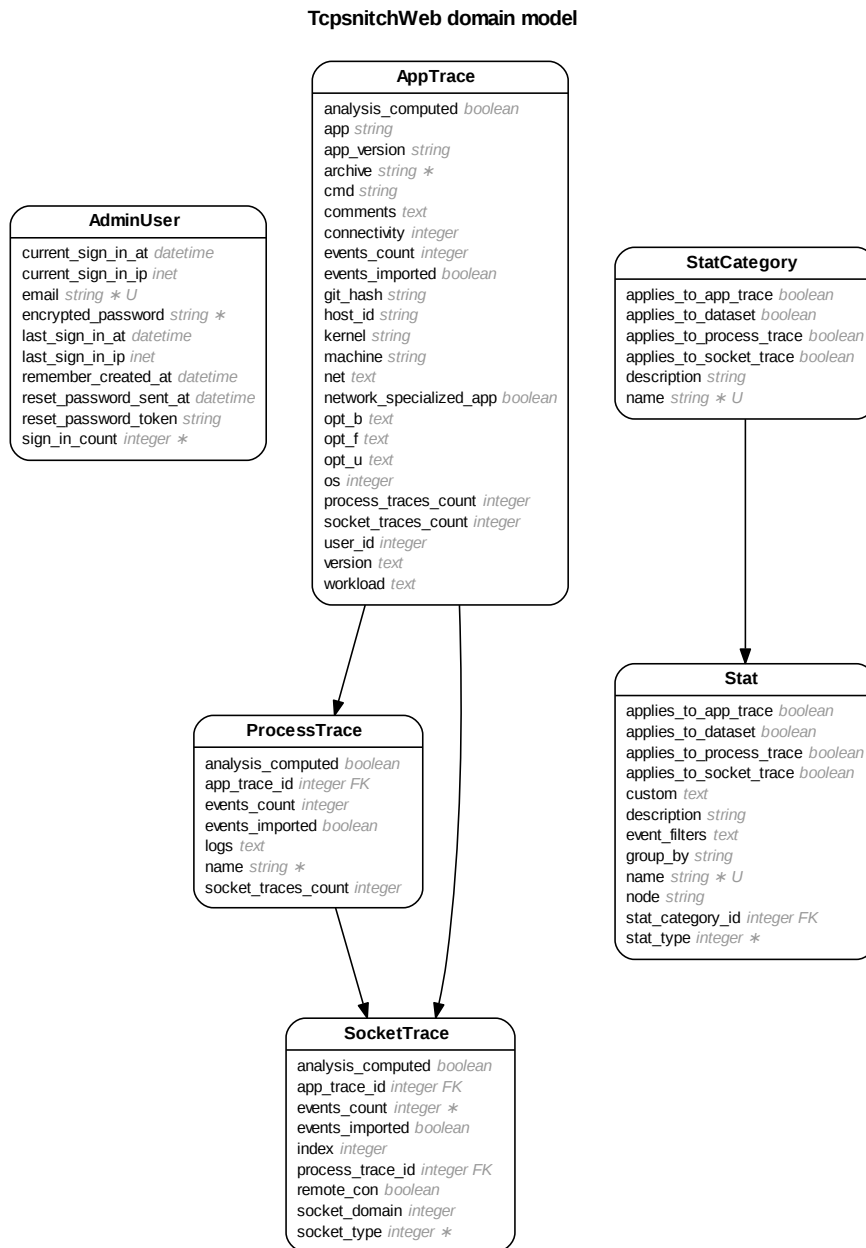 TcpsnitchWeb domain model
AppTrace
analysis_computed boolean
app string
app_version string
archive string ∗
cmd string
comments text
connectivity integer
events_count integer
events_imported boolean
git_hash string
host_id string
kernel string
machine string
net text
network_specialized_app boolean
opt_b text
opt_f text
opt_u text
os integer
process_traces_count integer
socket_traces_count integer
user_id integer
version text
workload text
AdminUser
current_sign_in_at datetime
current_sign_in_ip inet
email string ∗ U
encrypted_password string ∗
last_sign_in_at datetime
last_sign_in_ip inet
remember_created_at datetime
reset_password_sent_at datetime
reset_password_token string
sign_in_count integer ∗
StatCategory
applies_to_app_trace boolean
applies_to_dataset boolean
applies_to_process_trace boolean
applies_to_socket_trace boolean
description string
name string ∗ U
ProcessTrace
analysis_computed boolean
app_trace_id integer FK
events_count integer
events_imported boolean
logs text
name string ∗
socket_traces_count integer
Stat
applies_to_app_trace boolean
applies_to_dataset boolean
applies_to_process_trace boolean
applies_to_socket_trace boolean
custom text
description string
event_filters text
group_by string
name string ∗ U
node string
stat_category_id integer FK
stat_type integer ∗
SocketTrace
analysis_computed boolean
app_trace_id integer FK
events_count integer ∗
events_imported boolean
index integer
process_trace_id integer FK
remote_con boolean
socket_domain integer
socket_type integer ∗